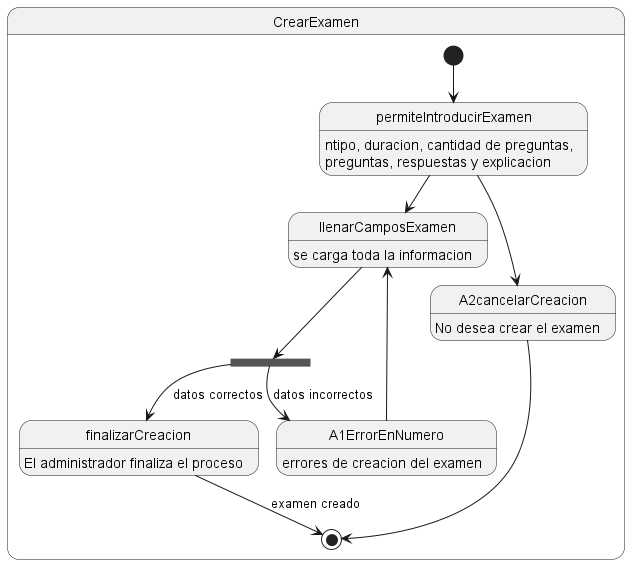 CrearExamen
permiteIntroducirExamen
ntipo, duracion, cantidad de preguntas,
preguntas, respuestas y explicacion
llenarCamposExamen
se carga toda la informacion
A2cancelarCreacion
No desea crear el examen
datos correctos
datos incorrectos
finalizarCreacion
El administrador finaliza el proceso
A1ErrorEnNumero
errores de creacion del examen
examen creado